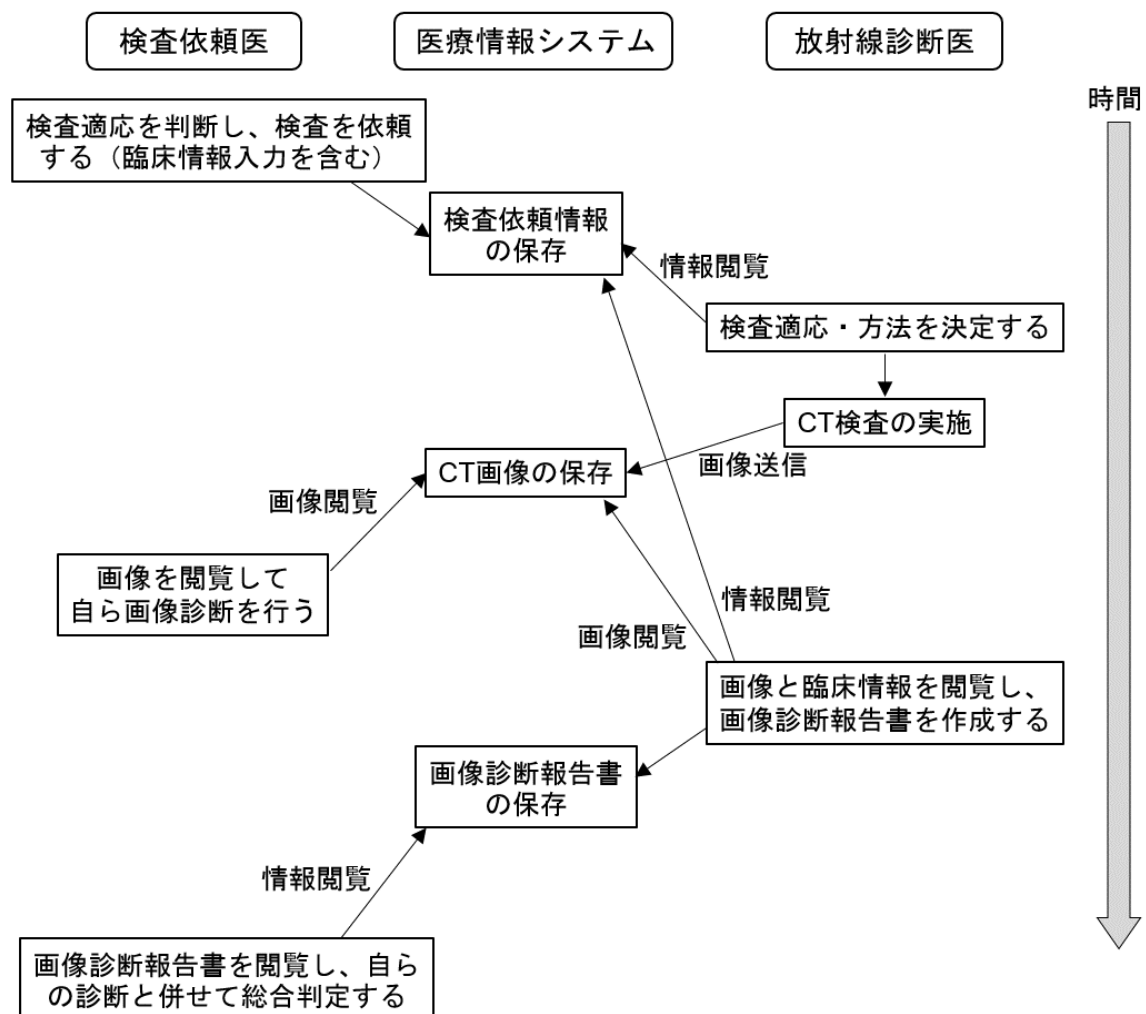 検査依頼医
医療情報システム
放射線診断医
時間
検査適応を判断し、検査を依頼
する（臨床情報入力を含む）
検査依頼情報
の保存
情報閲覧
検査適応・方法を決定する
CT検査の実施
画像送信
CT画像の保存
画像閲覧
画像を閲覧して
自ら画像診断を行う
情報閲覧
画像閲覧
画像と臨床情報を閲覧し、
画像診断報告書を作成する
画像診断報告書
の保存
情報閲覧
画像診断報告書を閲覧し、自ら
の診断と併せて総合判定する